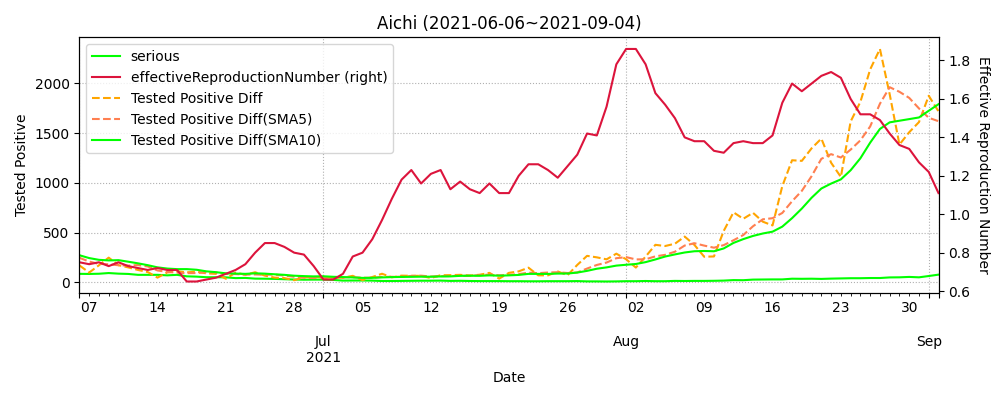 Aichi (2021-06-06~2021-09-04)
serious
effectiveReproductionNumber (right)
Tested Positive Diff
Tested Positive Diff(SMA5)
Tested Positive Diff(SMA10)
Tested Positive
2000
1500
1000
500
0
Effective Reproduction Number
1.8
1.6
1.4
1.2
1.0
0.8
0.6
07 14 21 28 05 12 19 26 02 09 16 23 30
Jul Aug Sep
2021
Date